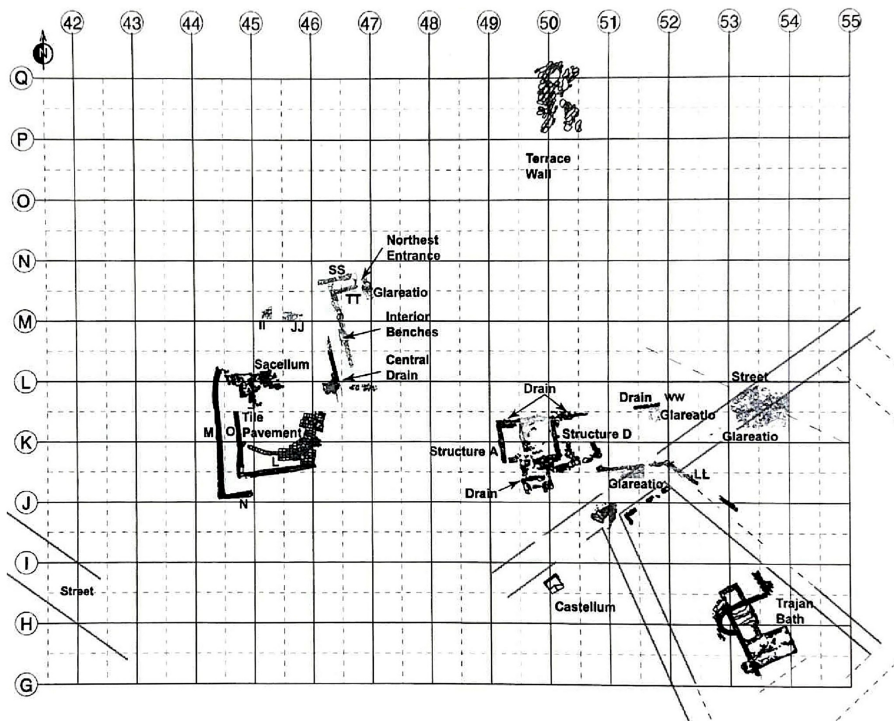 42 43 44 45 46 47 48 49 50 51 52 53 54 55
N
Q
P
Terrace
Wall
O
N
Northest
Entrance
SS
TT
Glareatio
M
II
JJ
Interior
Benches
Sacellum
Central
Drain
L
Drain
Drain
WW
Glareatio
Street
Glareatio
Tile
Pavement
M
O
L
K
Structure A
Structure D
Drain
Glareatio
LL
N
J
I
Street
Castellum
Trajan
Bath
H
G